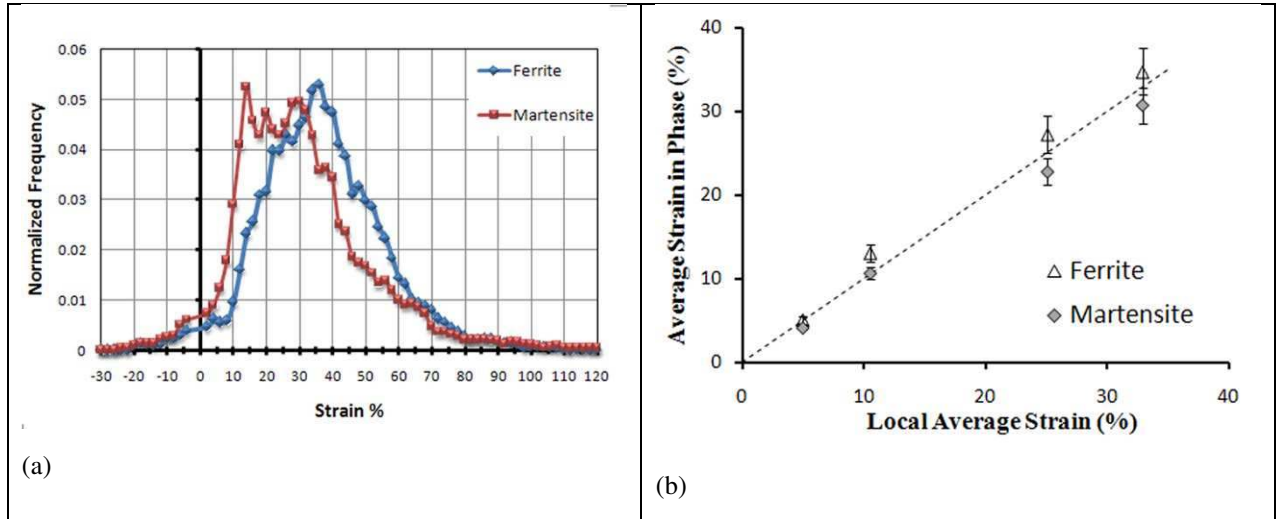 (a)
0.06
0.05
0.04
0.03
0.02
0.01
0
Normalized Frequency
Ferrite
Martensite
-30 -20 -10 0 10 20 30 40 50 60 70 80 90 100 110 120
Strain %
(a)
40
30
20
10
0
Average Strain in Phase (%)
Ferrite
Martensite
0 10 20 30 40
Local Average Strain (%)
(b)